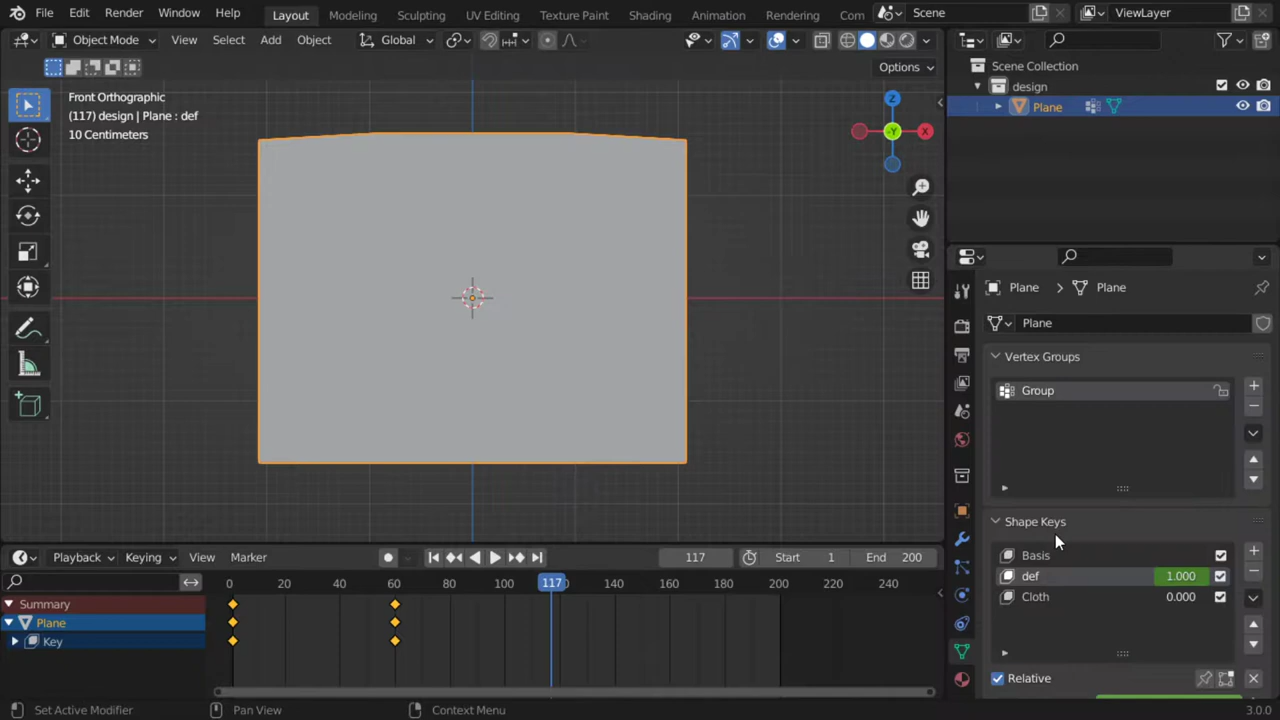 File Edit Render Window Help Layout Modeling Sculpting UV Editing Texture Paint Shading Animation Rendering Com Scene ViewLayer
Object Mode View Select Add Object Global
Options
Front Orthographic
(117) design | Plane : def
10 Centimeters
Z
X
-Y
Scene Collection
design
Plane
Plane > Plane
Plane
Vertex Groups
Group
Shape Keys
Basis
def 1.000
Cloth 0.000
Relative
Playback Keying View Marker 117 Start 1 End 200
0 20 40 60 80 100 117 140 160 180 200 220 240
Summary
Plane
Key
Set Active Modifier Pan View Context Menu 3.0.0